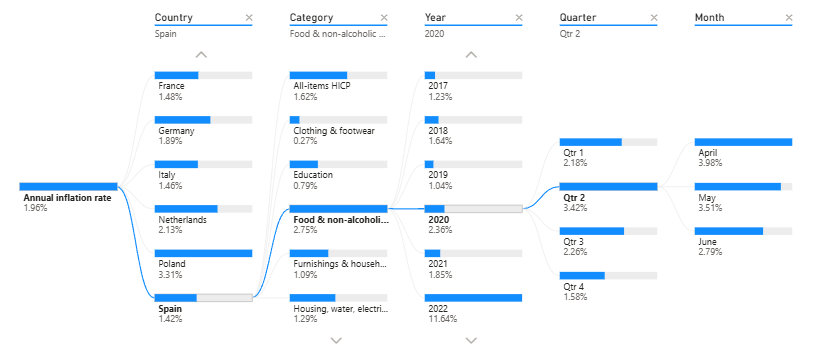 Country ×
Category ×
Year ×
Quarter ×
Month ×
Spain
Food & non-alcoholic ...
2020
Qtr 2
Annual inflation rate
1.96%
France
1.48%
Germany
1.89%
Italy
1.46%
Netherlands
2.13%
Poland
3.31%
Spain
1.42%
All-items HICP
1.62%
Clothing & footwear
0.27%
Education
0.79%
Food & non-alcoholi...
2.75%
Furnishings & househ...
1.09%
Housing, water, electri...
1.29%
2017
1.23%
2018
1.64%
2019
1.04%
2020
2.36%
2021
1.85%
2022
11.64%
Qtr 1
2.18%
Qtr 2
3.42%
Qtr 3
2.26%
Qtr 4
1.58%
April
3.98%
May
3.51%
June
2.79%